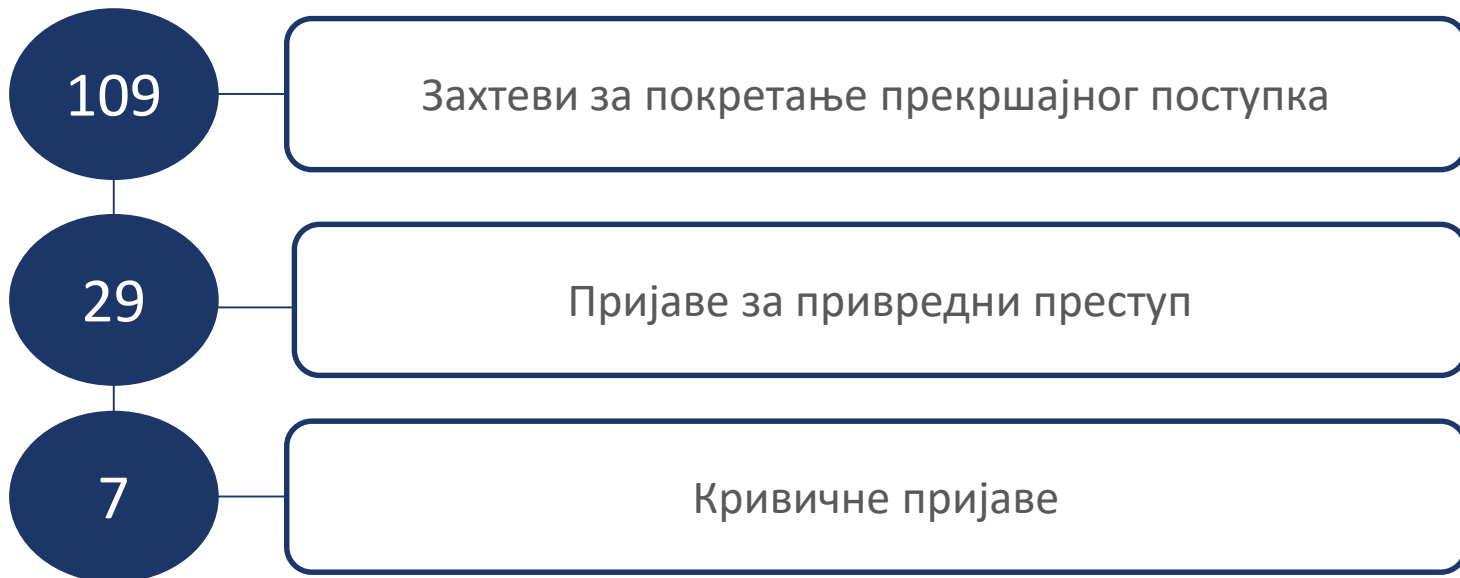 109
Захтеви за покретање прекршајног поступка
29
Пријаве за привредни преступ
7
Кривичне пријаве